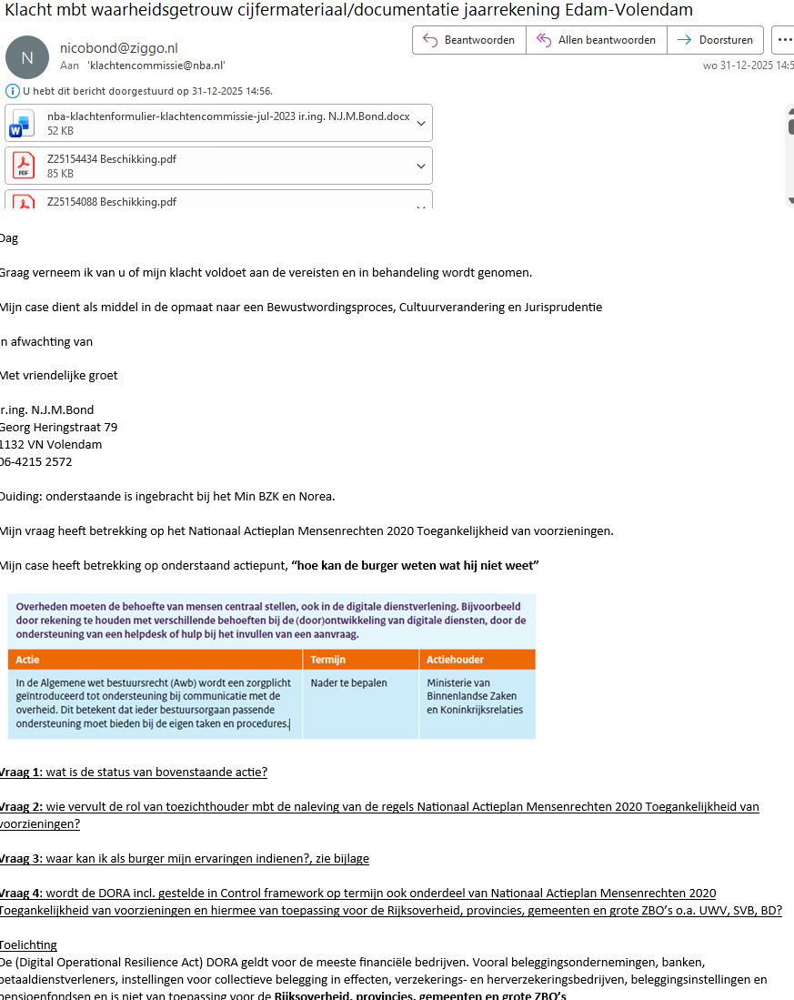 Klacht mbt waarheidsgetrouw cijfermateriaal/documentatie jaarrekening Edam-Volendam
N
nicobond@ziggo.nl
Aan 'klachtencommissie@nba.nl'
Beantwoorden
Allen beantwoorden
Doorsturen
wo 31-12-2025 14:5
U hebt dit bericht doorgestuurd op 31-12-2025 14:56.
nba-klachtenformulier-klachtencommissie-jul-2023 ir.ing. N.J.M.Bond.docx
52 KB
Z25154434 Beschikking.pdf
85 KB
Z25154088 Beschikking.pdf
Dag
Graag verneem ik van u of mijn klacht voldoet aan de vereisten en in behandeling wordt genomen.
Mijn case dient als middel in de opmaat naar een Bewustwordingsproces, Cultuurverandering en Jurisprudentie
n afwachting van
Met vriendelijke groet
r.ing. N.J.M.Bond
Georg Heringstraat 79
1132 VN Volendam
06-4215 2572
Duiding: onderstaande is ingebracht bij het Min BZK en Norea.
Mijn vraag heeft betrekking op het Nationaal Actieplan Mensenrechten 2020 Toegankelijkheid van voorzieningen.
Mijn case heeft betrekking op onderstaand actiepunt, “hoe kan de burger weten wat hij niet weet”
Overheden moeten de behoefte van mensen centraal stellen, ook in de digitale dienstverlening. Bijvoorbeeld
door rekening te houden met verschillende behoeften bij de (door)ontwikkeling van digitale diensten, door de
ondersteuning van een helpdesk of hulp bij het invullen van een aanvraag.
Actie Termijn Actiehouder
In de Algemene wet bestuursrecht (Awb) wordt een zorgplicht
geïntroduceerd tot ondersteuning bij communicatie met de
overheid. Dit betekent dat ieder bestuursorgaan passende
ondersteuning moet bieden bij de eigen taken en procedures.
Nader te bepalen
Ministerie van
Binnenlandse Zaken
en Koninkrijksrelaties
Vraag 1: wat is de status van bovenstaande actie?
Vraag 2: wie vervult de rol van toezichthouder mbt de naleving van de regels Nationaal Actieplan Mensenrechten 2020 Toegankelijkheid van
voorzieningen?
Vraag 3: waar kan ik als burger mijn ervaringen indienen?, zie bijlage
Vraag 4: wordt de DORA incl. gestelde in Control framework op termijn ook onderdeel van Nationaal Actieplan Mensenrechten 2020
Toegankelijkheid van voorzieningen en hiermee van toepassing voor de Rijksoverheid, provincies, gemeenten en grote ZBO’s o.a. UWV, SVB, BD?
Toelichting
De (Digital Operational Resilience Act) DORA geldt voor de meeste financiële bedrijven. Vooral beleggingsondernemingen, banken,
betaaldienstverleners, instellingen voor collectieve belegging in effecten, verzekerings- en herverzekeringsbedrijven, beleggingsinstellingen en
pensioenfondsen en is niet van toepassing voor de Rijksoverheid, provincies, gemeenten en grote ZBO’s